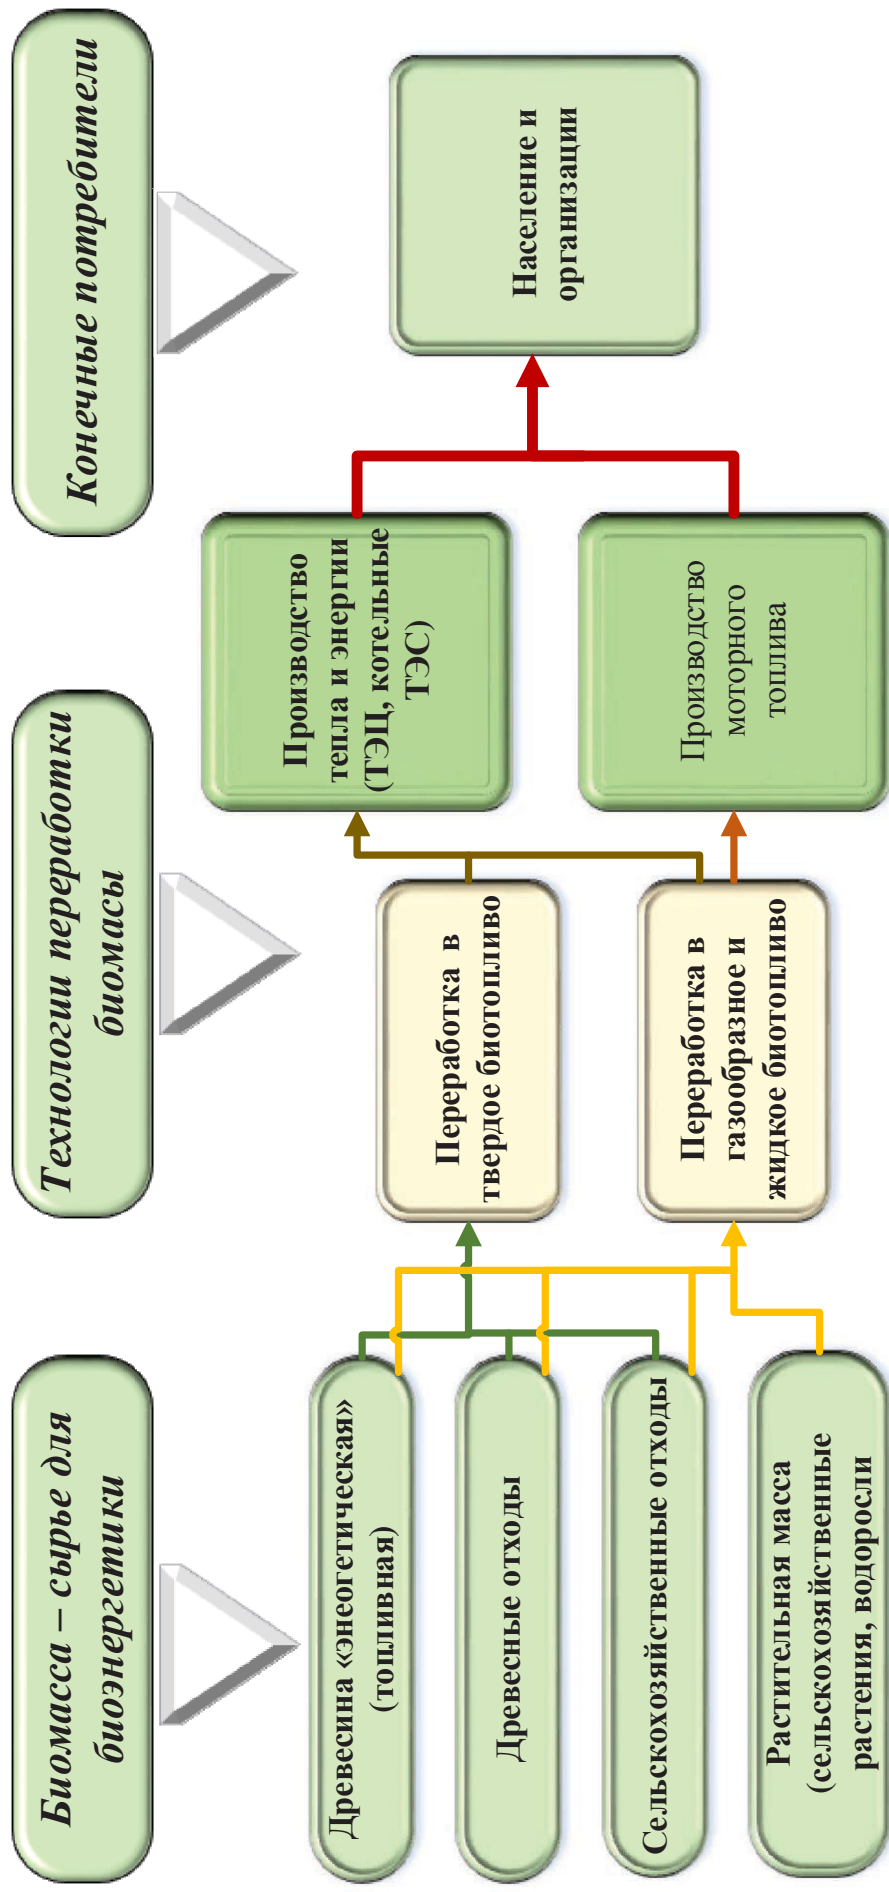 Биомасса – сырье для
биоэнергетики
Технологии переработки
биомасы
Конечные потребители
Древесина «энеогетическая»
(топливная)
Древесные отходы
Сельскохозяйственные отходы
Растительная масса
(сельскохозяйственные
растения, водоросли
Переработка в
твердое биотопливо
Переработка в
газообразное и
жидкое биотопливо
Производство
тепла и энергии
(ТЭЦ, котельные
ТЭС)
Производство
моторного
топлива
Население и
организации